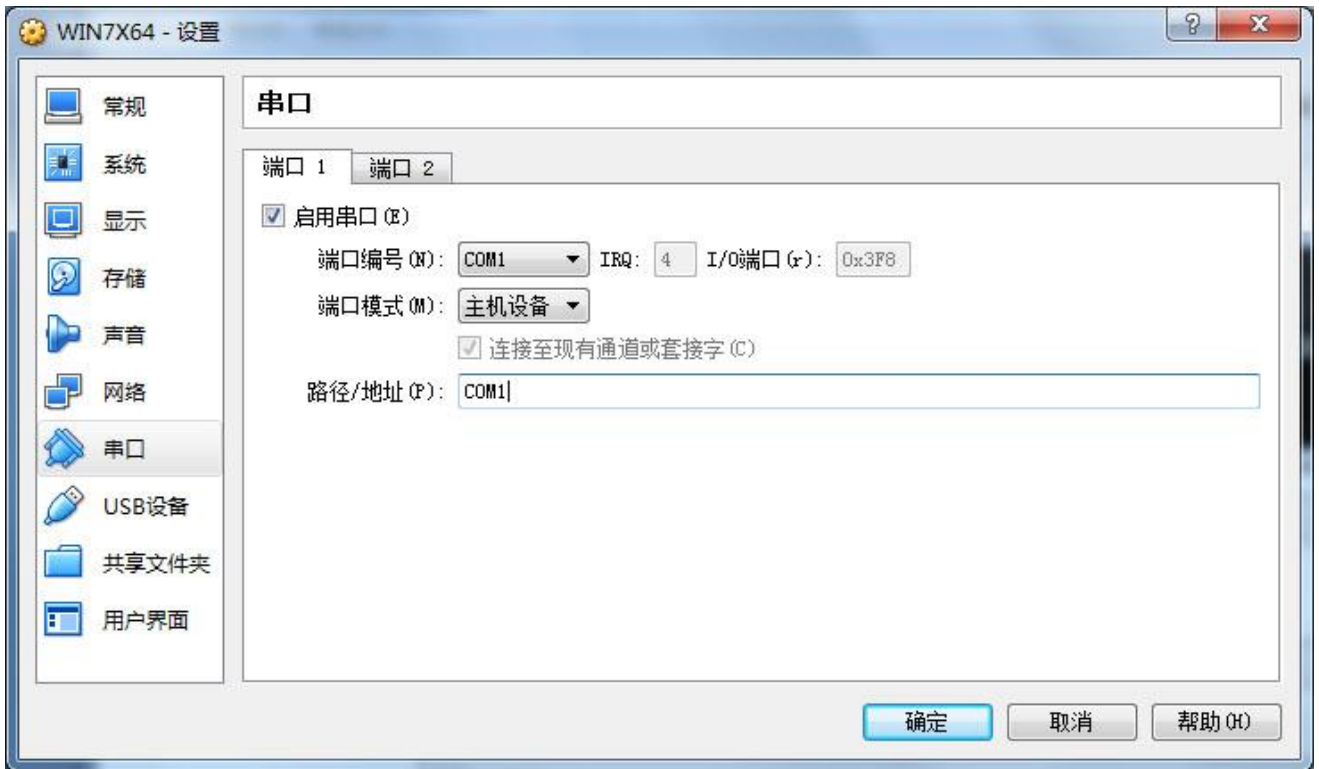 WIN7X64 - 设置
?
常规
系统
显示
存储
声音
网络
串口
USB设备
共享文件夹
用户界面
串口
端口 1 端口 2
启用串口(E)
端口编号(N): COM1 IRQ: 4 I/O端口(r): 0x3F8
端口模式(M): 主机设备
连接至现有通道或套接字(C)
路径/地址(P): COM1
确定 取消 帮助(H)